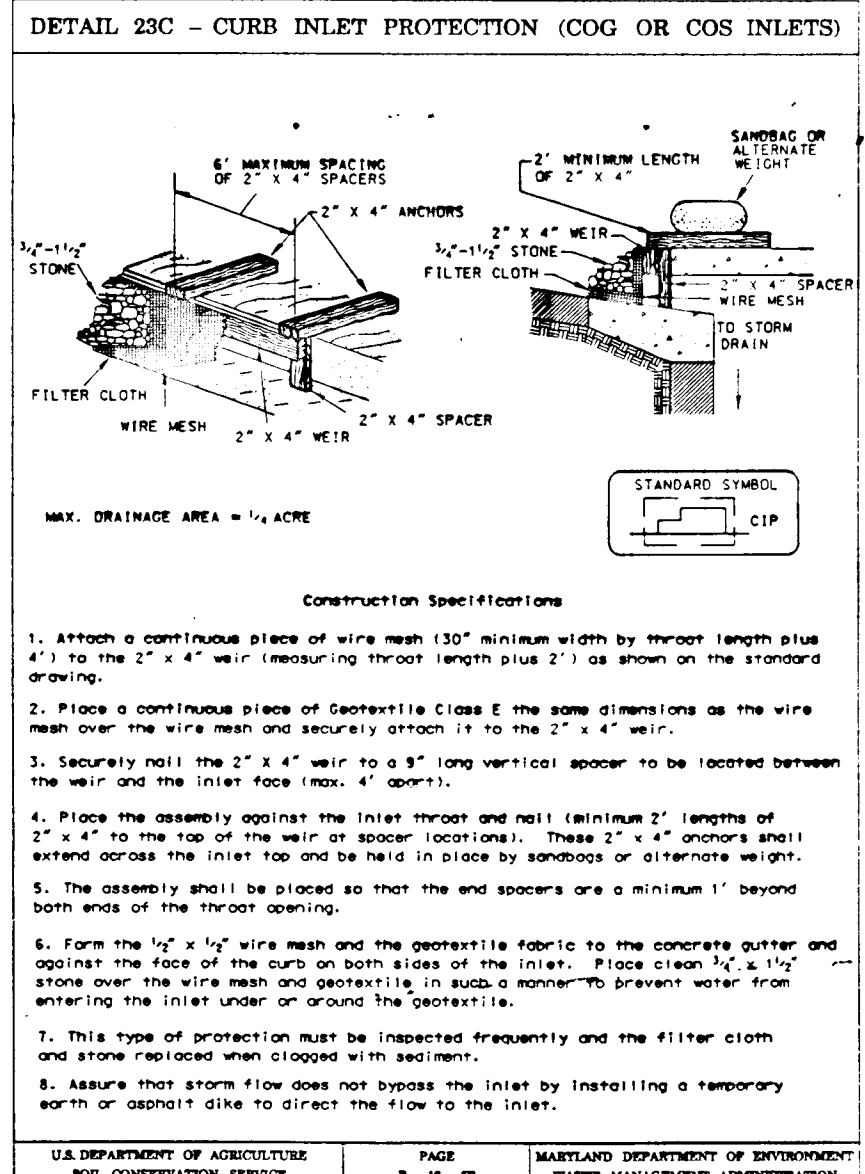 DETAIL 23C - CURB INLET PROTECTION (COG OR COS INLETS)
6' MAXIMUM SPACING
OF 2" X 4" SPACERS
2" X 4" ANCHORS
3/4"-1 1/2"
STONE
FILTER CLOTH
WIRE MESH
2" X 4" WEIR
2" X 4" SPACER
2' MINIMUM LENGTH
OF 2" X 4"
SANDBAG OR
ALTERNATE
WEIGHT
2" X 4" WEIR
3/4"-1 1/2" STONE
FILTER CLOTH
2" X 4" SPACER
WIRE MESH
TO STORM
DRAIN
MAX. DRAINAGE AREA = 1/4 ACRE
STANDARD SYMBOL
CIP
Construction Specifications
1. Attach a continuous piece of wire mesh (30" minimum width by throat length plus
4') to the 2" x 4" weir (measuring throat length plus 2') as shown on the standard
drawing.
2. Place a continuous piece of Geotextile Class E the same dimensions as the wire
mesh over the wire mesh and securely attach it to the 2" x 4" weir.
3. Securely nail the 2" X 4" weir to a 9" long vertical spacer to be located between
the weir and the inlet face (max. 4' apart).
4. Place the assembly against the inlet throat and nail (minimum 2' lengths of
2" x 4" to the top of the weir at spacer locations). These 2" x 4" anchors shall
extend across the inlet top and be held in place by sandbags or alternate weight.
5. The assembly shall be placed so that the end spacers are a minimum 1' beyond
both ends of the throat opening.
6. Form the 1/2" x 1/2" wire mesh and the geotextile fabric to the concrete gutter and
against the face of the curb on both sides of the inlet. Place clean 3/4" x 1 1/2"
stone over the wire mesh and geotextile in such a manner to prevent water from
entering the inlet under or around the geotextile.
7. This type of protection must be inspected frequently and the filter cloth
and stone replaced when clogged with sediment.
8. Assure that storm flow does not bypass the inlet by installing a temporary
earth or asphalt dike to direct the flow to the inlet.
U.S. DEPARTMENT OF AGRICULTURE
SOIL CONSERVATION SERVICE
PAGE
MARYLAND DEPARTMENT OF ENVIRONMENT
WASTE MANAGEMENT ADMINISTRATION